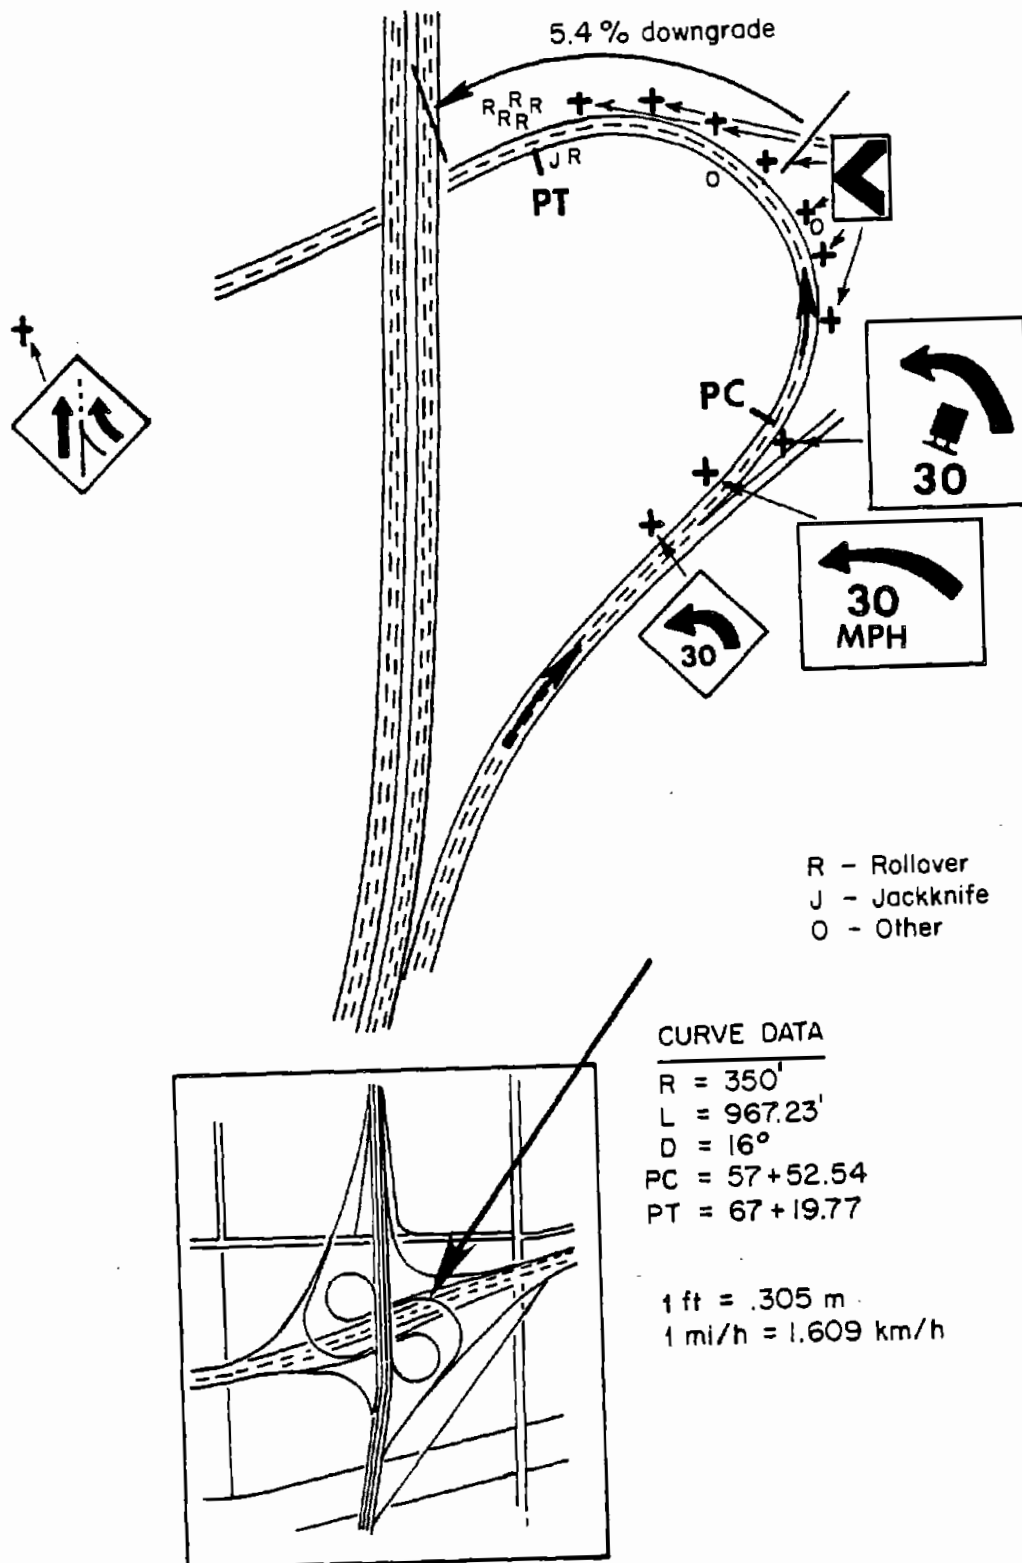 5.4 % downgrade
R R R
R R
J R
PT
O
O
PC
30
30
MPH
30
R - Rollover
J - Jackknife
O - Other
CURVE DATA
R = 350'
L = 967.23'
D = 16°
PC = 57+52.54
PT = 67+19.77
1 ft = .305 m
1 mi/h = 1.609 km/h